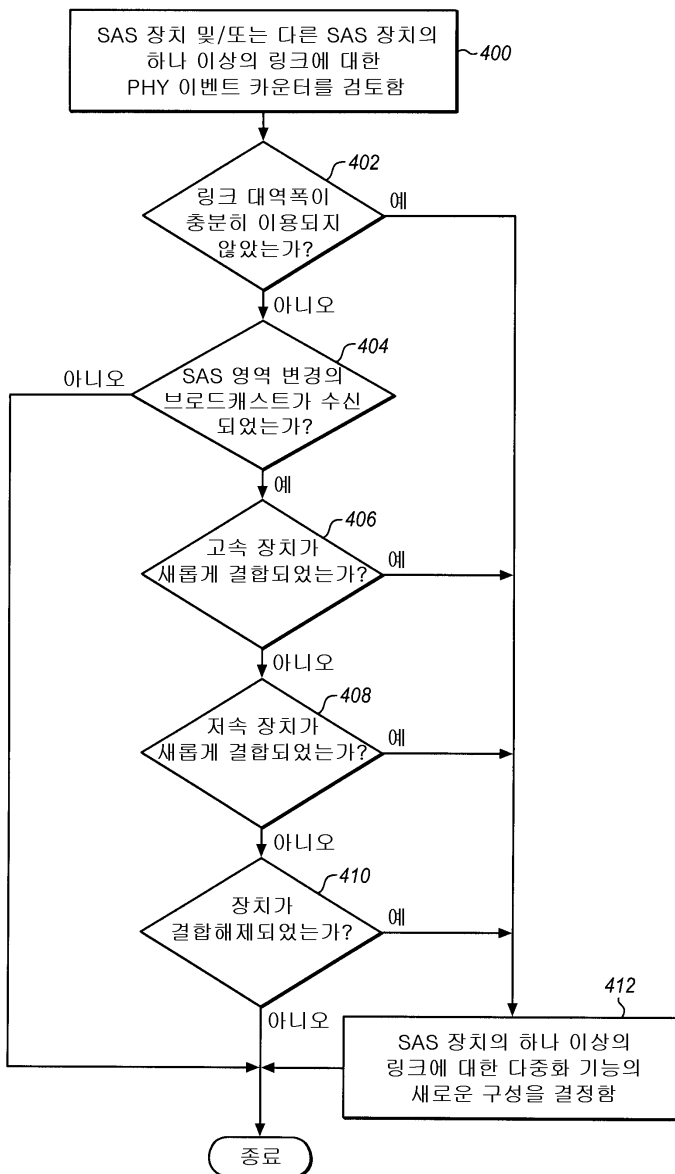 SAS 장치 및/또는 다른 SAS 장치의
하나 이상의 링크에 대한
PHY 이벤트 카운터를 검토함
400
402
링크 대역폭이
충분히 이용되지
않았는가?
예
아니오
404
아니오
SAS 영역 변경의
브로드캐스트가 수신
되었는가?
예
406
고속 장치가
새롭게 결합되었는가?
예
아니오
408
저속 장치가
새롭게 결합되었는가?
예
아니오
410
장치가
결합해제되었는가?
예
아니오
412
SAS 장치의 하나 이상의
링크에 대한 다중화 기능의
새로운 구성을 결정함
종료